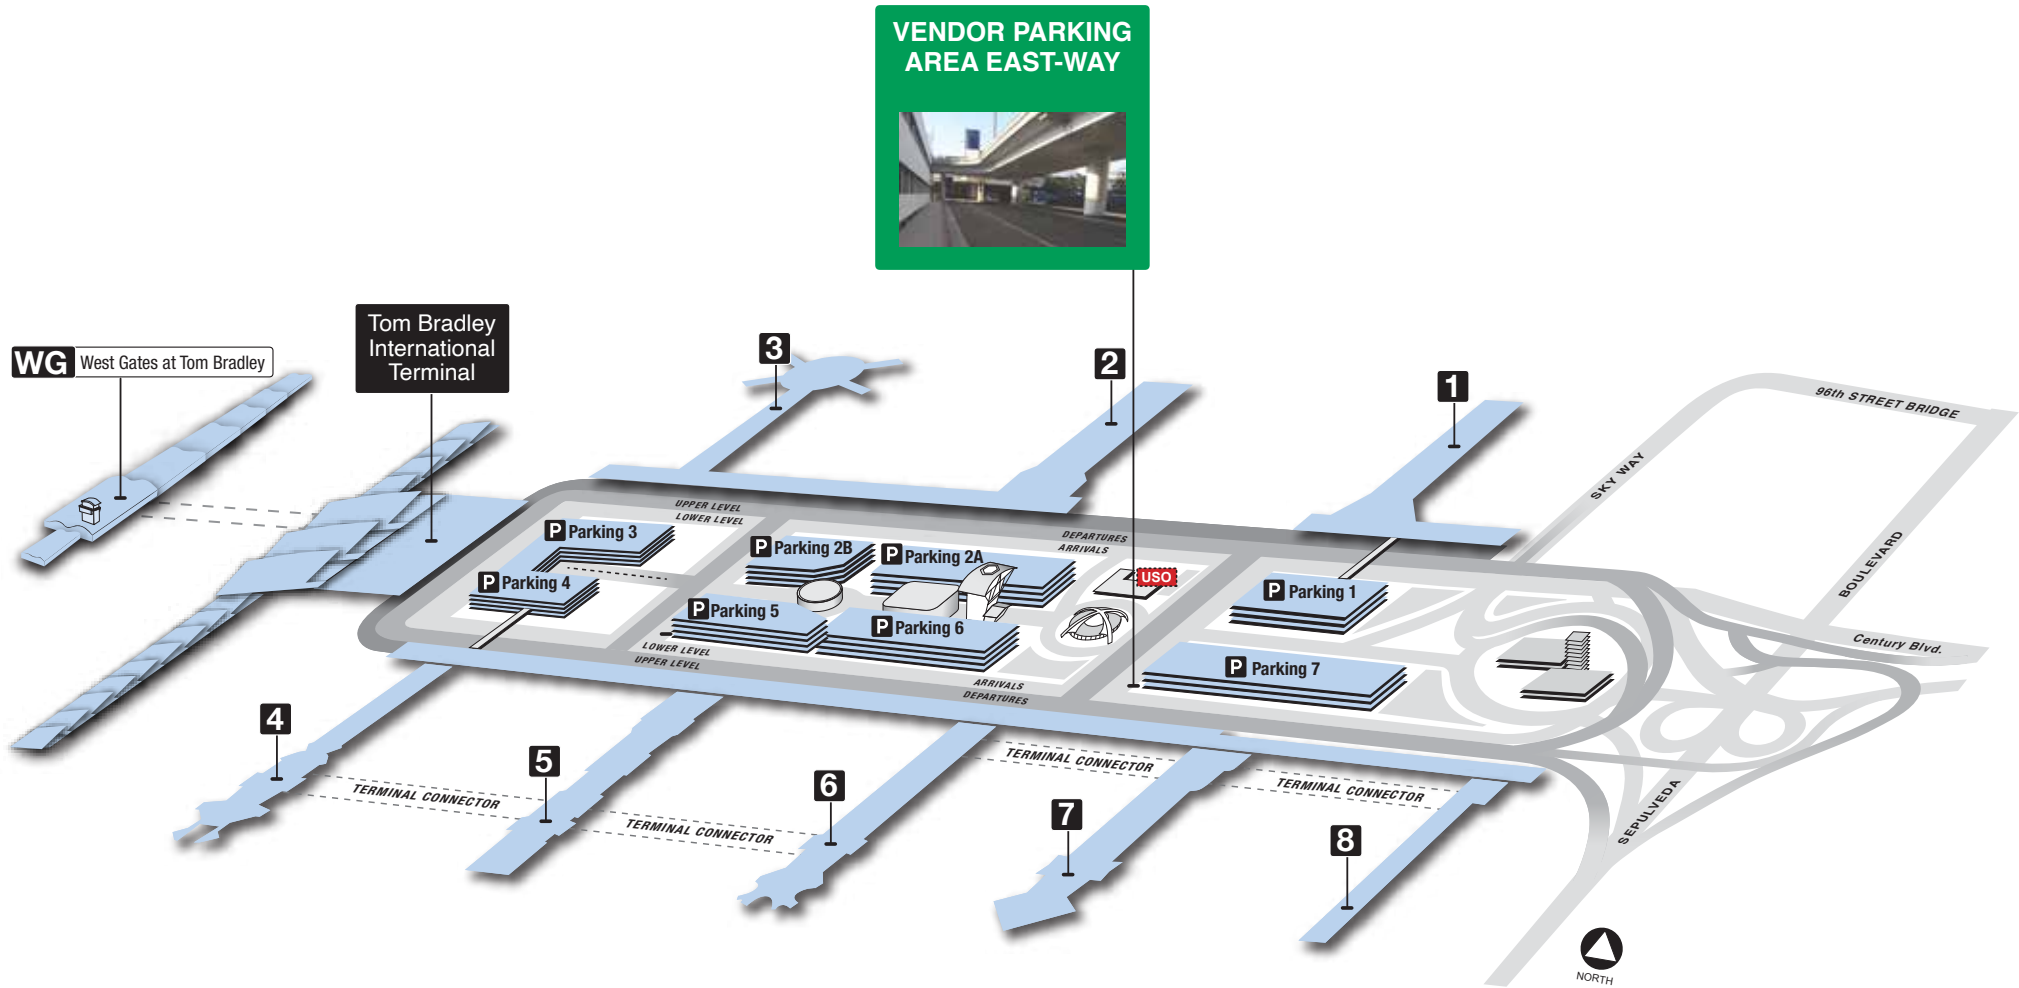 VENDOR PARKING
AREA EAST-WAY
Tom Bradley
International
Terminal
WG West Gates at Tom Bradley
3
2
1
96th STREET BRIDGE
SKY WAY
BOULEVARD
UPPER LEVEL
LOWER LEVEL
DEPARTURES
ARRIVALS
P Parking 3
P Parking 2B
P Parking 2A
USO
P Parking 4
P Parking 1
P Parking 5
P Parking 6
Century Blvd.
LOWER LEVEL
UPPER LEVEL
P Parking 7
ARRIVALS
DEPARTURES
4
5
6
7
8
TERMINAL CONNECTOR
TERMINAL CONNECTOR
TERMINAL CONNECTOR
TERMINAL CONNECTOR
SEPULVEDA
NORTH